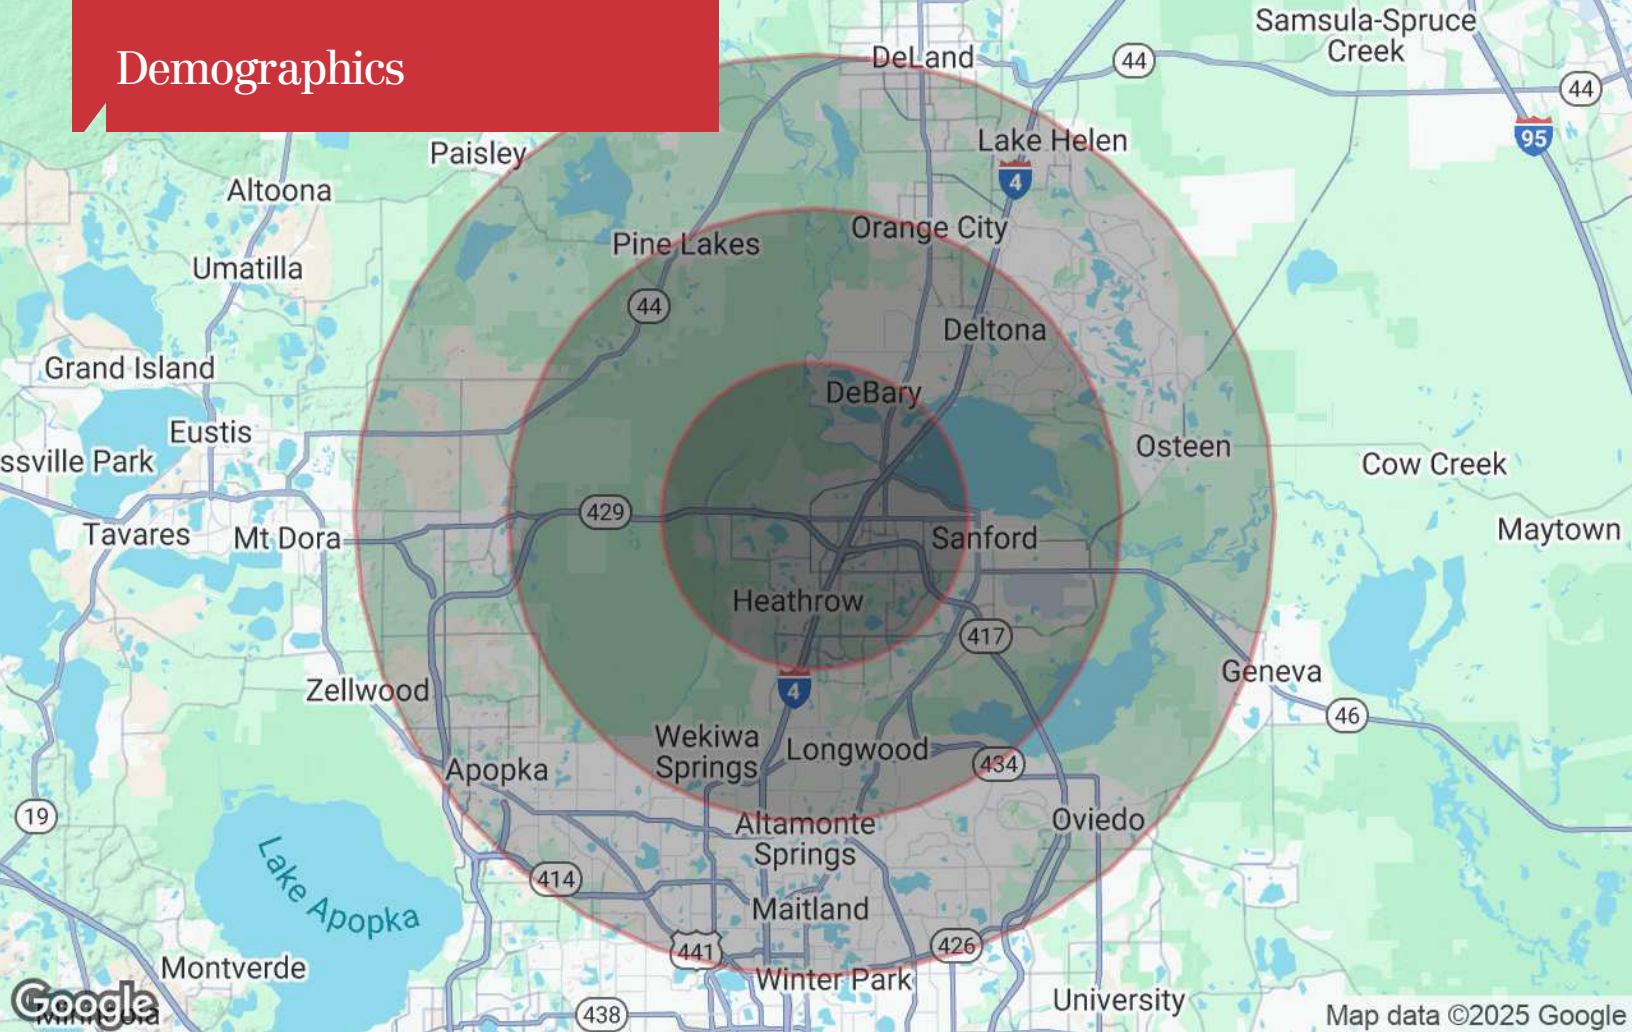 Demographics
Samsula-Spruce
Creek
DeLand
44
44
95
Lake Helen
Paisley
4
Altoona
Orange City
Pine Lakes
Umatilla
44
Deltona
Grand Island
DeBary
Eustis
Osteen
ssville Park
Cow Creek
429
Tavares
Mt Dora
Sanford
Maytown
Heathrow
417
Geneva
4
Zellwood
46
Wekiwa
Springs
Longwood
434
Apopka
19
Altamonte
Springs
Oviedo
414
Lake Apopka
Maitland
441
426
Montverde
Winter Park
University
Google
438
Map data ©2025 Google